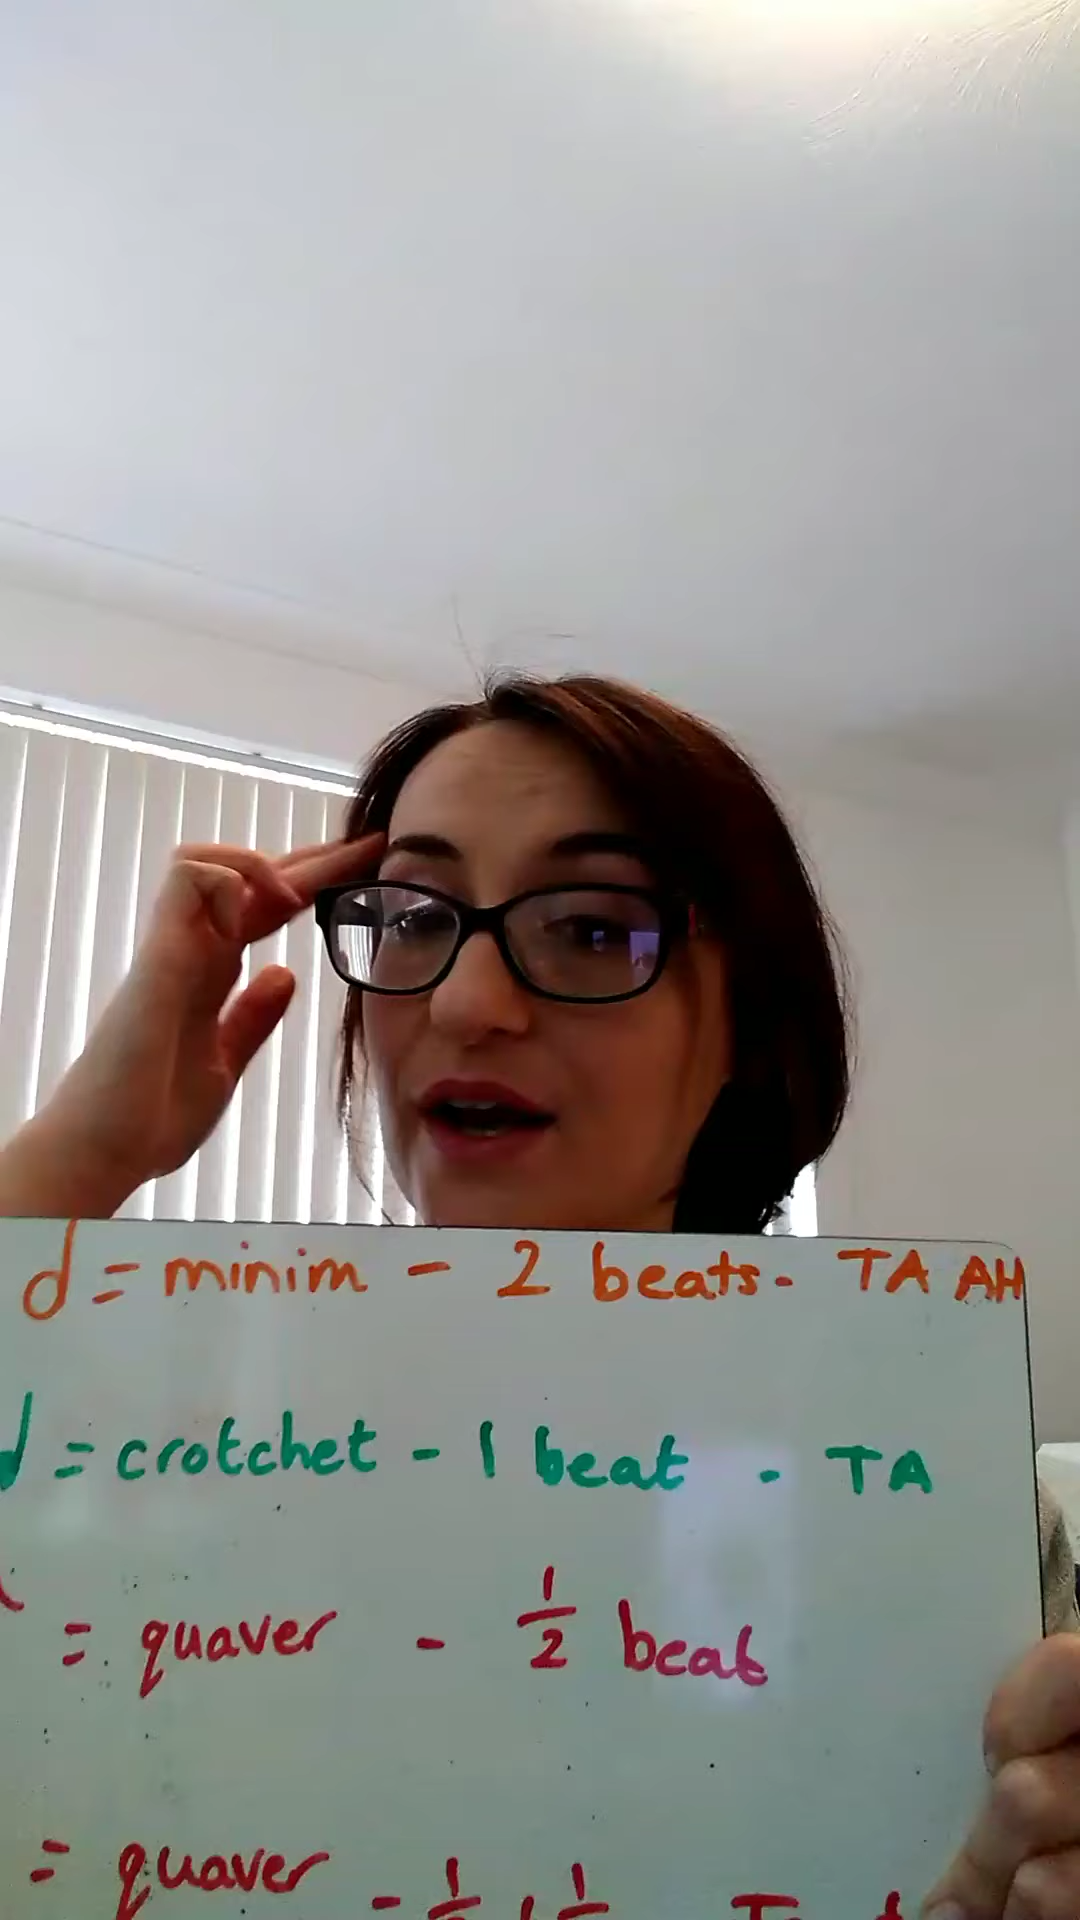 = minim - 2 beats - TA AH
= crotchet - 1 beat - TA
= quaver - 1/2 beat
= quaver